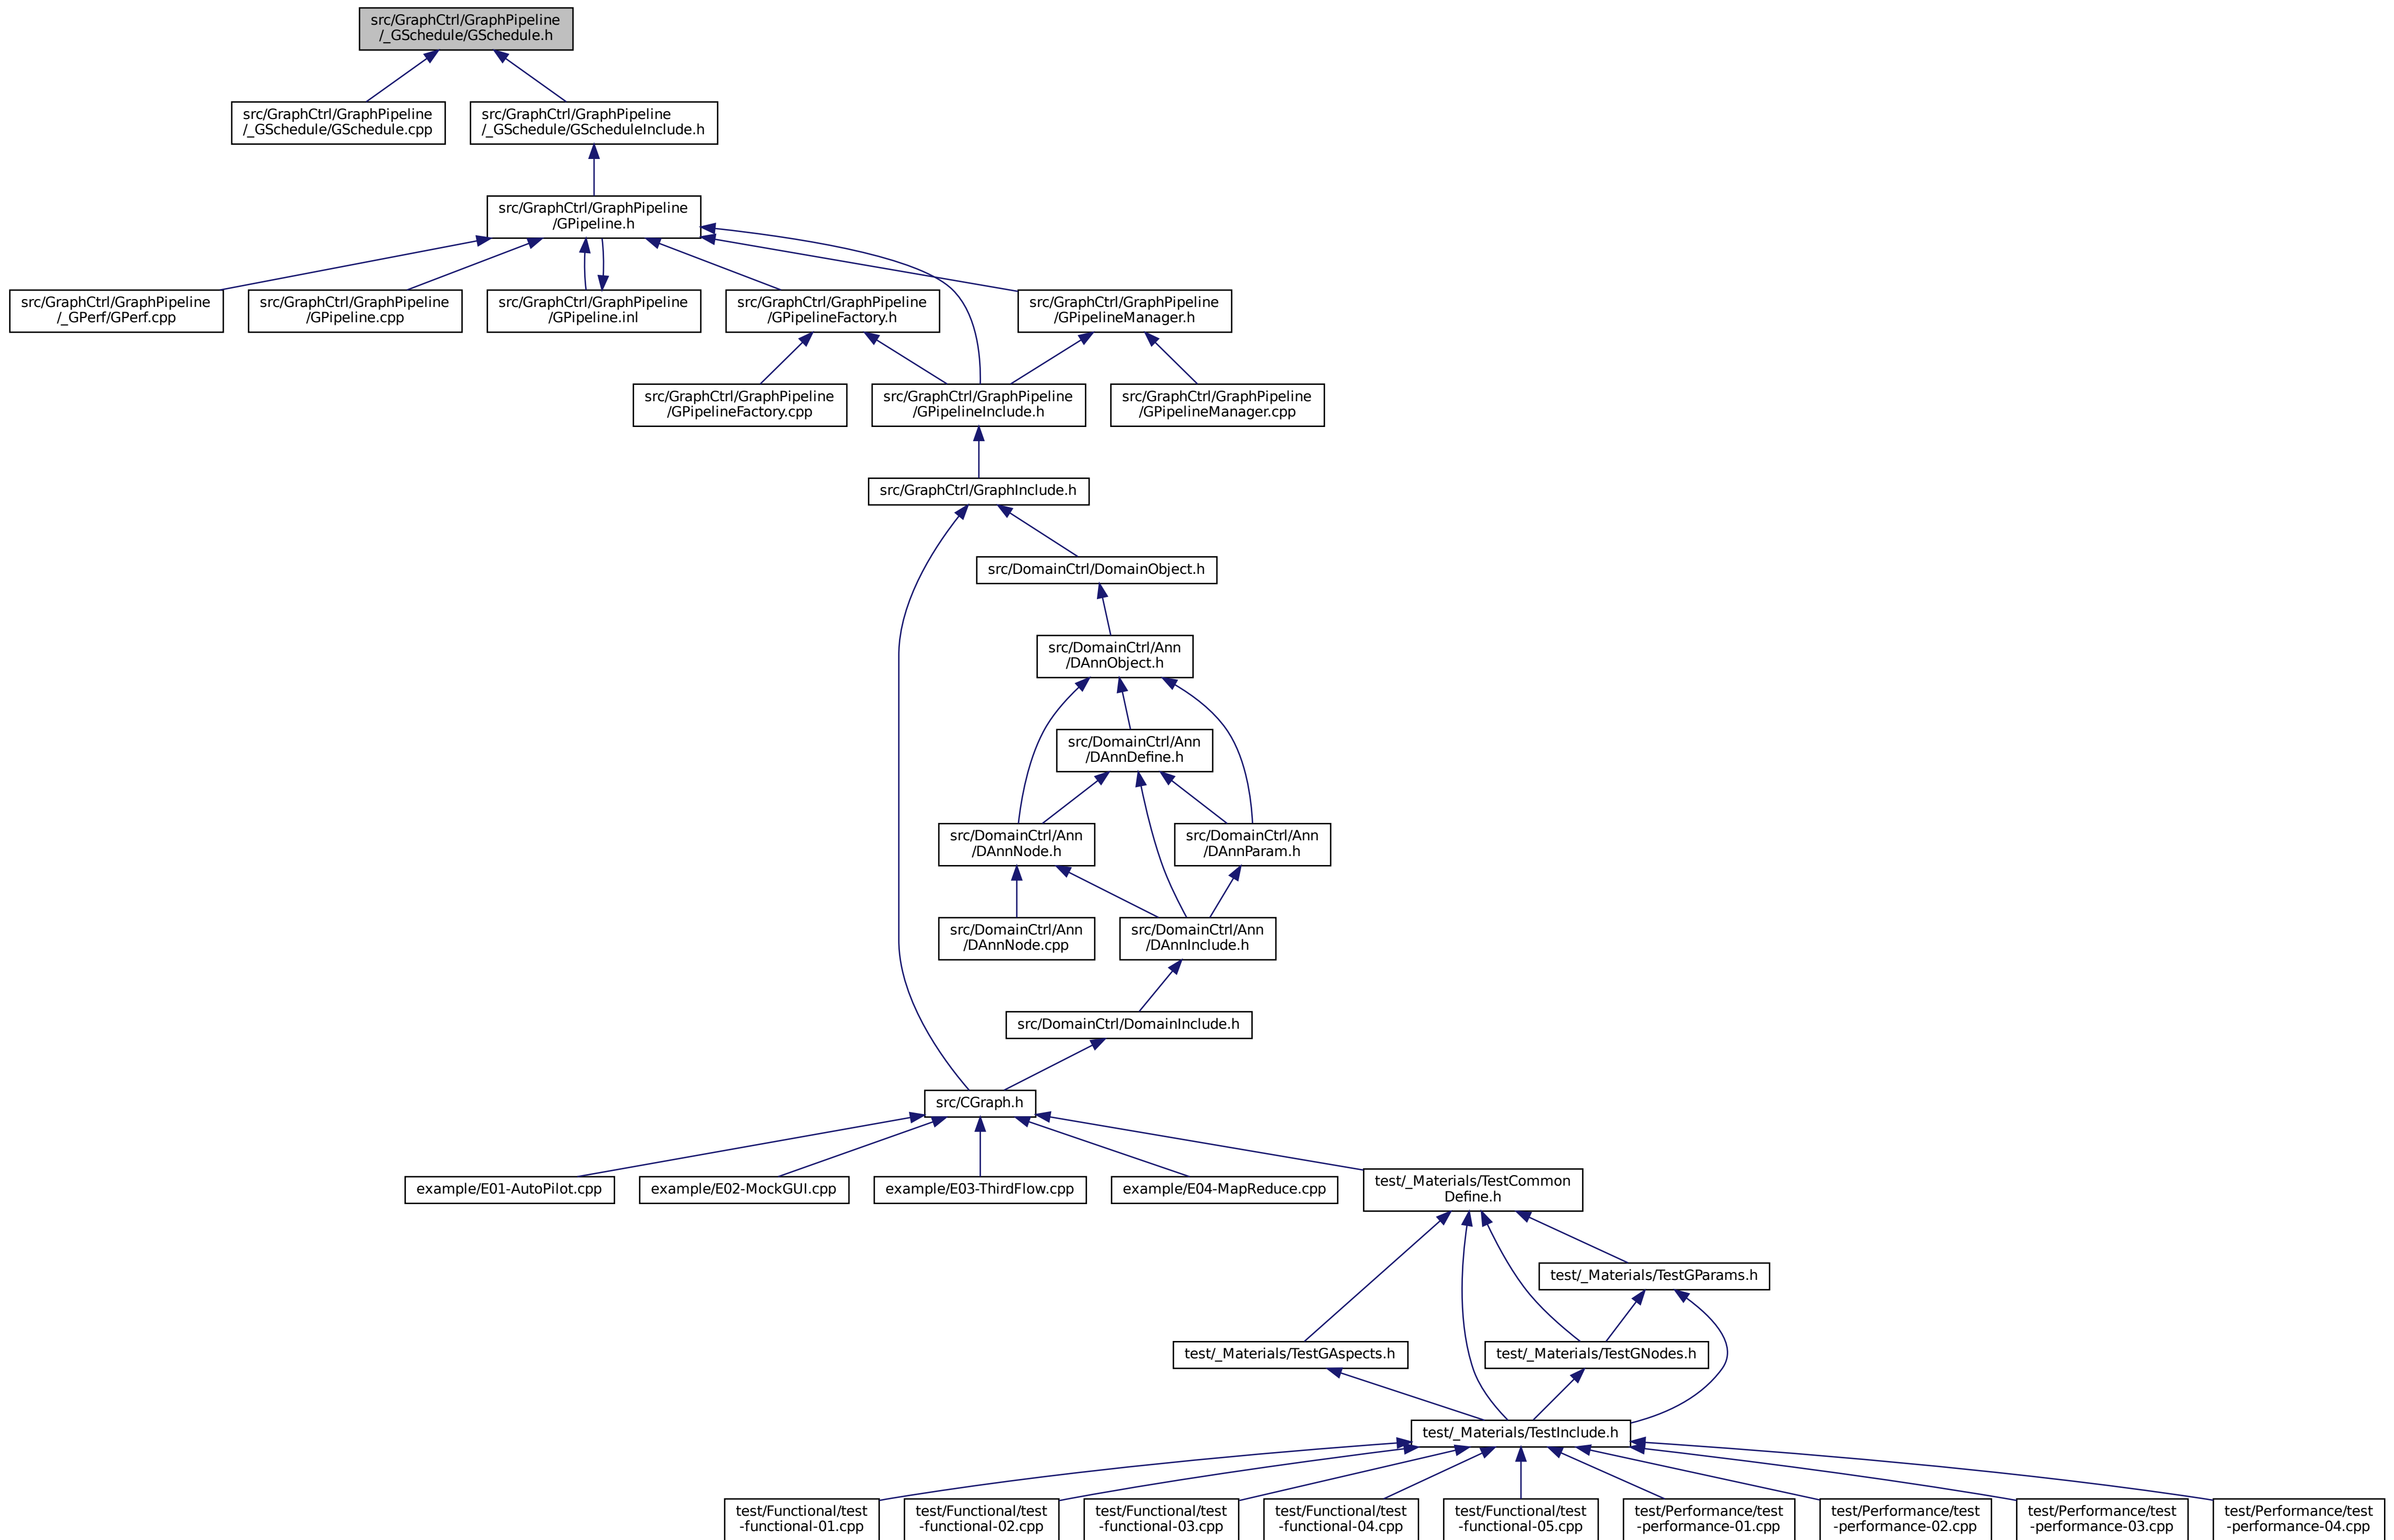 src/GraphCtrl/GraphPipeline
/_GSchedule/GSchedule.h
src/GraphCtrl/GraphPipeline
/_GSchedule/GSchedule.cpp
src/GraphCtrl/GraphPipeline
/_GSchedule/GScheduleInclude.h
src/GraphCtrl/GraphPipeline
/GPipeline.h
src/GraphCtrl/GraphPipeline
/_GPerf/GPerf.cpp
src/GraphCtrl/GraphPipeline
/GPipeline.cpp
src/GraphCtrl/GraphPipeline
/GPipeline.inl
src/GraphCtrl/GraphPipeline
/GPipelineFactory.h
src/GraphCtrl/GraphPipeline
/GPipelineManager.h
src/GraphCtrl/GraphPipeline
/GPipelineFactory.cpp
src/GraphCtrl/GraphPipeline
/GPipelineInclude.h
src/GraphCtrl/GraphPipeline
/GPipelineManager.cpp
src/GraphCtrl/GraphInclude.h
src/DomainCtrl/DomainObject.h
src/DomainCtrl/Ann
/DAnnObject.h
src/DomainCtrl/Ann
/DAnnDefine.h
src/DomainCtrl/Ann
/DAnnNode.h
src/DomainCtrl/Ann
/DAnnParam.h
src/DomainCtrl/Ann
/DAnnNode.cpp
src/DomainCtrl/Ann
/DAnnInclude.h
src/DomainCtrl/DomainInclude.h
src/CGraph.h
example/E01-AutoPilot.cpp
example/E02-MockGUI.cpp
example/E03-ThirdFlow.cpp
example/E04-MapReduce.cpp
test/_Materials/TestCommon
Define.h
test/_Materials/TestGParams.h
test/_Materials/TestGAspects.h
test/_Materials/TestGNodes.h
test/_Materials/TestInclude.h
test/Functional/test
-functional-01.cpp
test/Functional/test
-functional-02.cpp
test/Functional/test
-functional-03.cpp
test/Functional/test
-functional-04.cpp
test/Functional/test
-functional-05.cpp
test/Performance/test
-performance-01.cpp
test/Performance/test
-performance-02.cpp
test/Performance/test
-performance-03.cpp
test/Performance/test
-performance-04.cpp